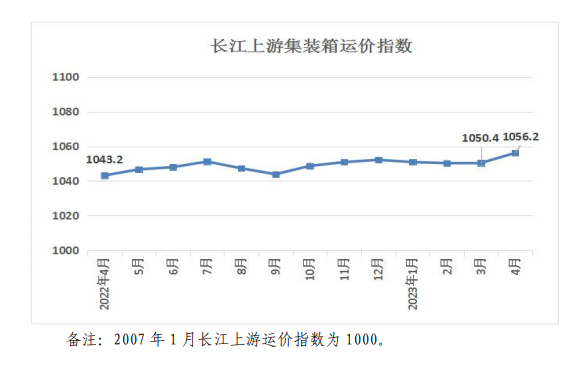 长江上游集装箱运价指数
1100
1080
1060
1040
1020
1000
1043.2
1050.4
1056.2
2022年4月
5月
6月
7月
8月
9月
10月
11月
12月
2023年1月
2月
3月
4月
备注：2007年1月长江上游运价指数为1000。